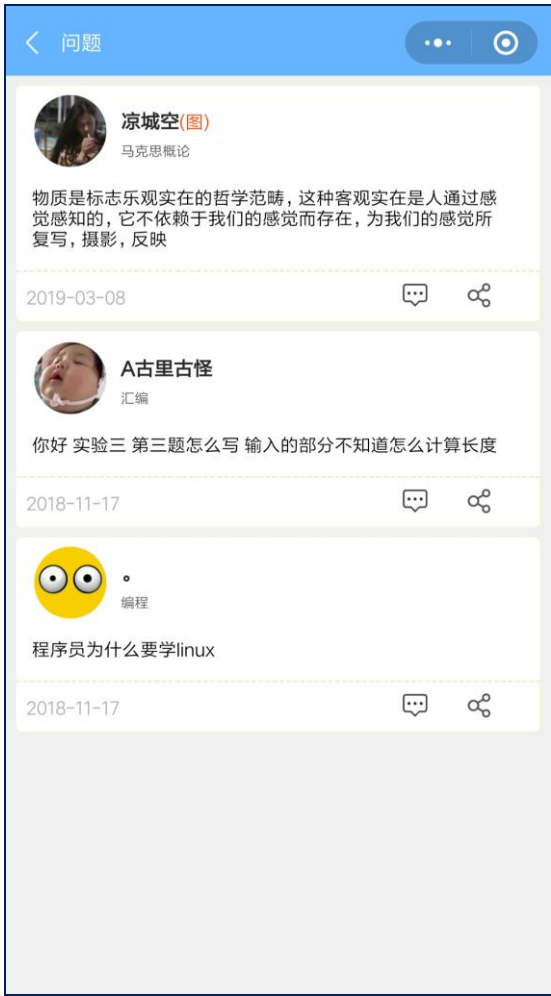 问题
凉城空(图)
马克思概论
物质是标志乐观实在的哲学范畴，这种客观实在是人通过感
觉感知的，它不依赖于我们的感觉而存在，为我们的感觉所
复写，摄影，反映
2019-03-08
A古里古怪
汇编
你好 实验三 第三题怎么写 输入的部分不知道怎么计算长度
2018-11-17
。
编程
程序员为什么要学linux
2018-11-17